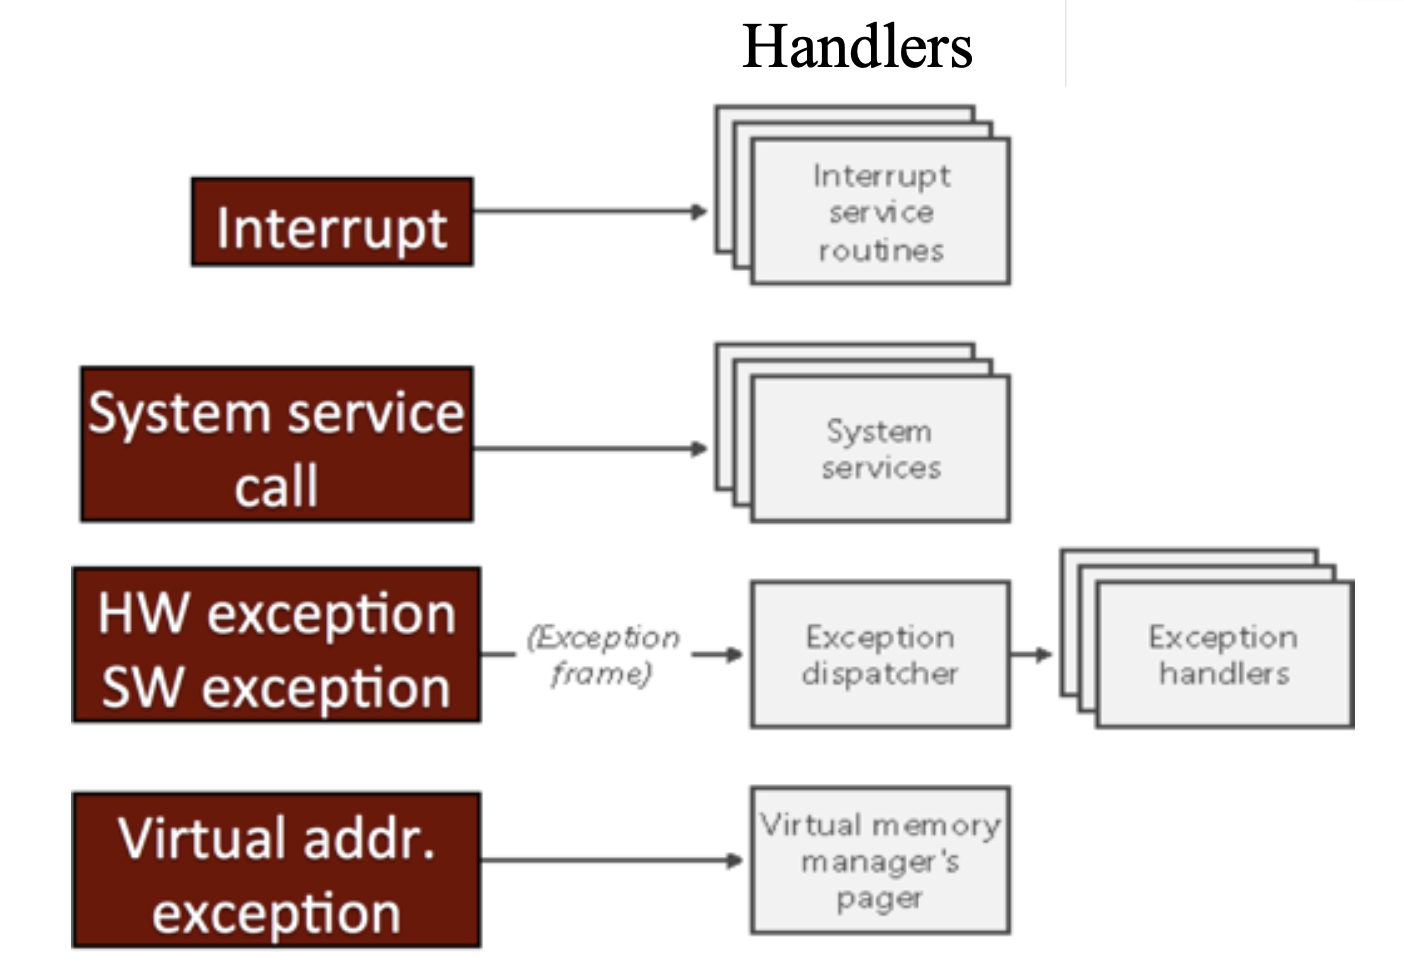 Handlers
Interrupt
Interrupt
service
routines
System service
call
System
services
HW exception
SW exception
(Exception
frame)
Exception
dispatcher
Exception
handlers
Virtual addr.
exception
Virtual memory
manager's
pager